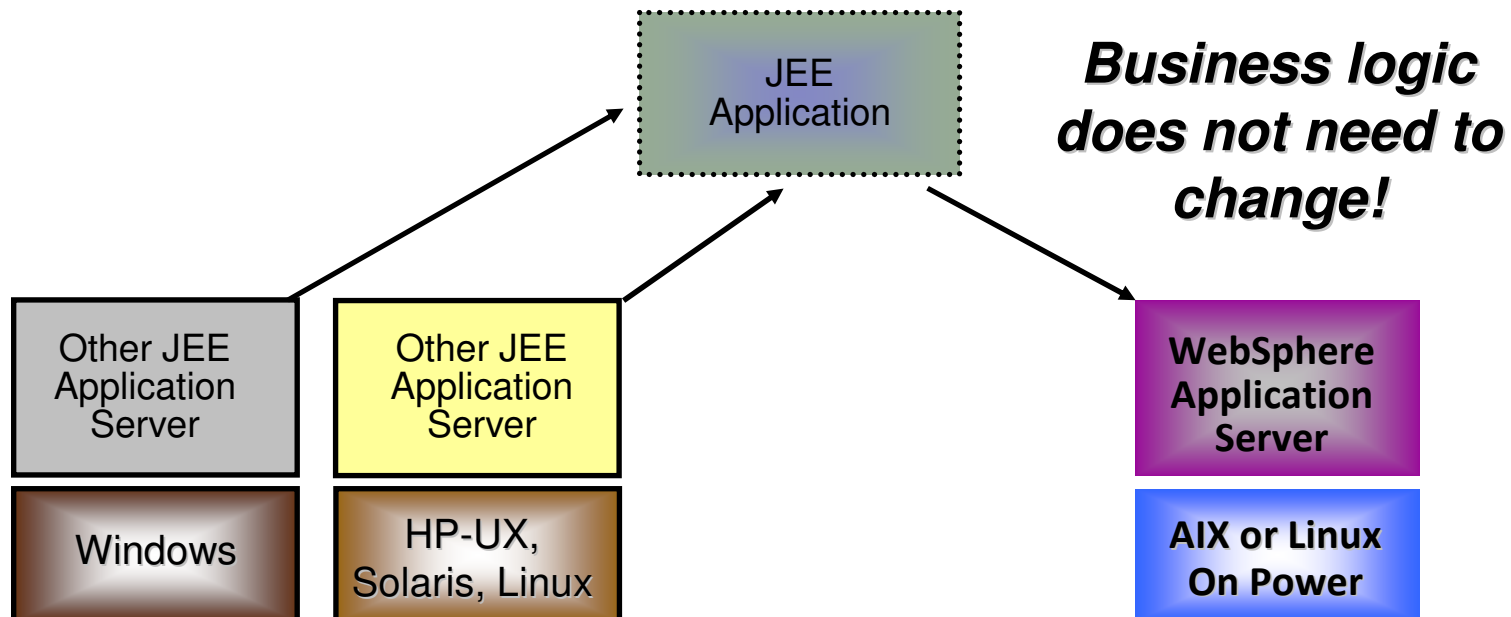 JEE
Application
Business logic
does not need to
change!
Other JEE
Application
Server
Other JEE
Application
Server
WebSphere
Application
Server
Windows
HP-UX,
Solaris, Linux
AIX or Linux
On Power